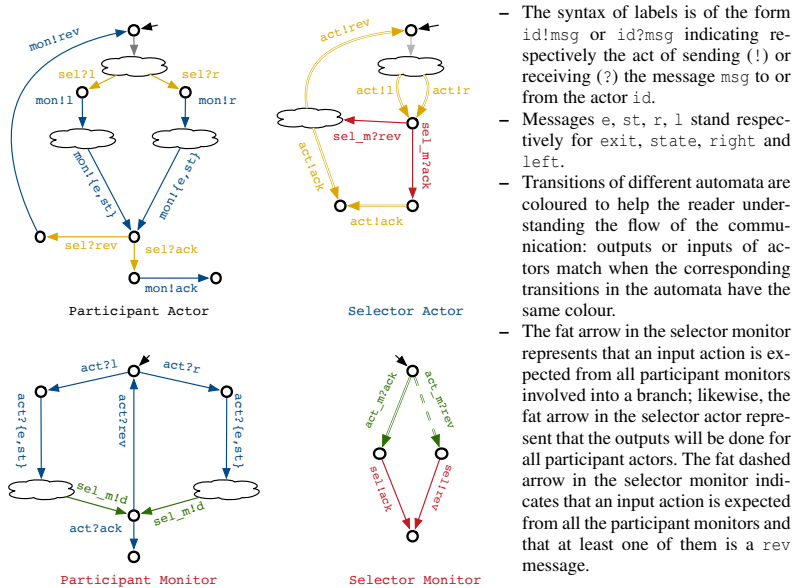 mon!rev
sel?l
sel?r
mon!l
mon!r
mon!{e,st}
mon!{e,st}
sel?rev
sel?ack
mon!ack
Participant Actor
act!rev
act!l
act!r
sel_m?rev
sel_m?ack
act!ack
act!ack
Selector Actor
act?l
act?r
act?{e,st}
act?rev
act?{e,st}
sel_m!d
sel_m!d
act?ack
Participant Monitor
act_m?ack
act_m?rev
sel!ack
sel!rev
Selector Monitor
– The syntax of labels is of the form
id!msg or id?msg indicating re-
spectively the act of sending (!) or
receiving (?) the message msg to or
from the actor id.
– Messages e, st, r, l stand respec-
tively for exit, state, right and
left.
– Transitions of different automata are
coloured to help the reader under-
standing the flow of the commu-
nication: outputs or inputs of ac-
tors match when the corresponding
transitions in the automata have the
same colour.
– The fat arrow in the selector monitor
represents that an input action is ex-
pected from all participant monitors
involved into a branch; likewise, the
fat arrow in the selector actor repre-
sent that the outputs will be done for
all participant actors. The fat dashed
arrow in the selector monitor indi-
cates that an input action is expected
from all the participant monitors and
that at least one of them is a rev
message.